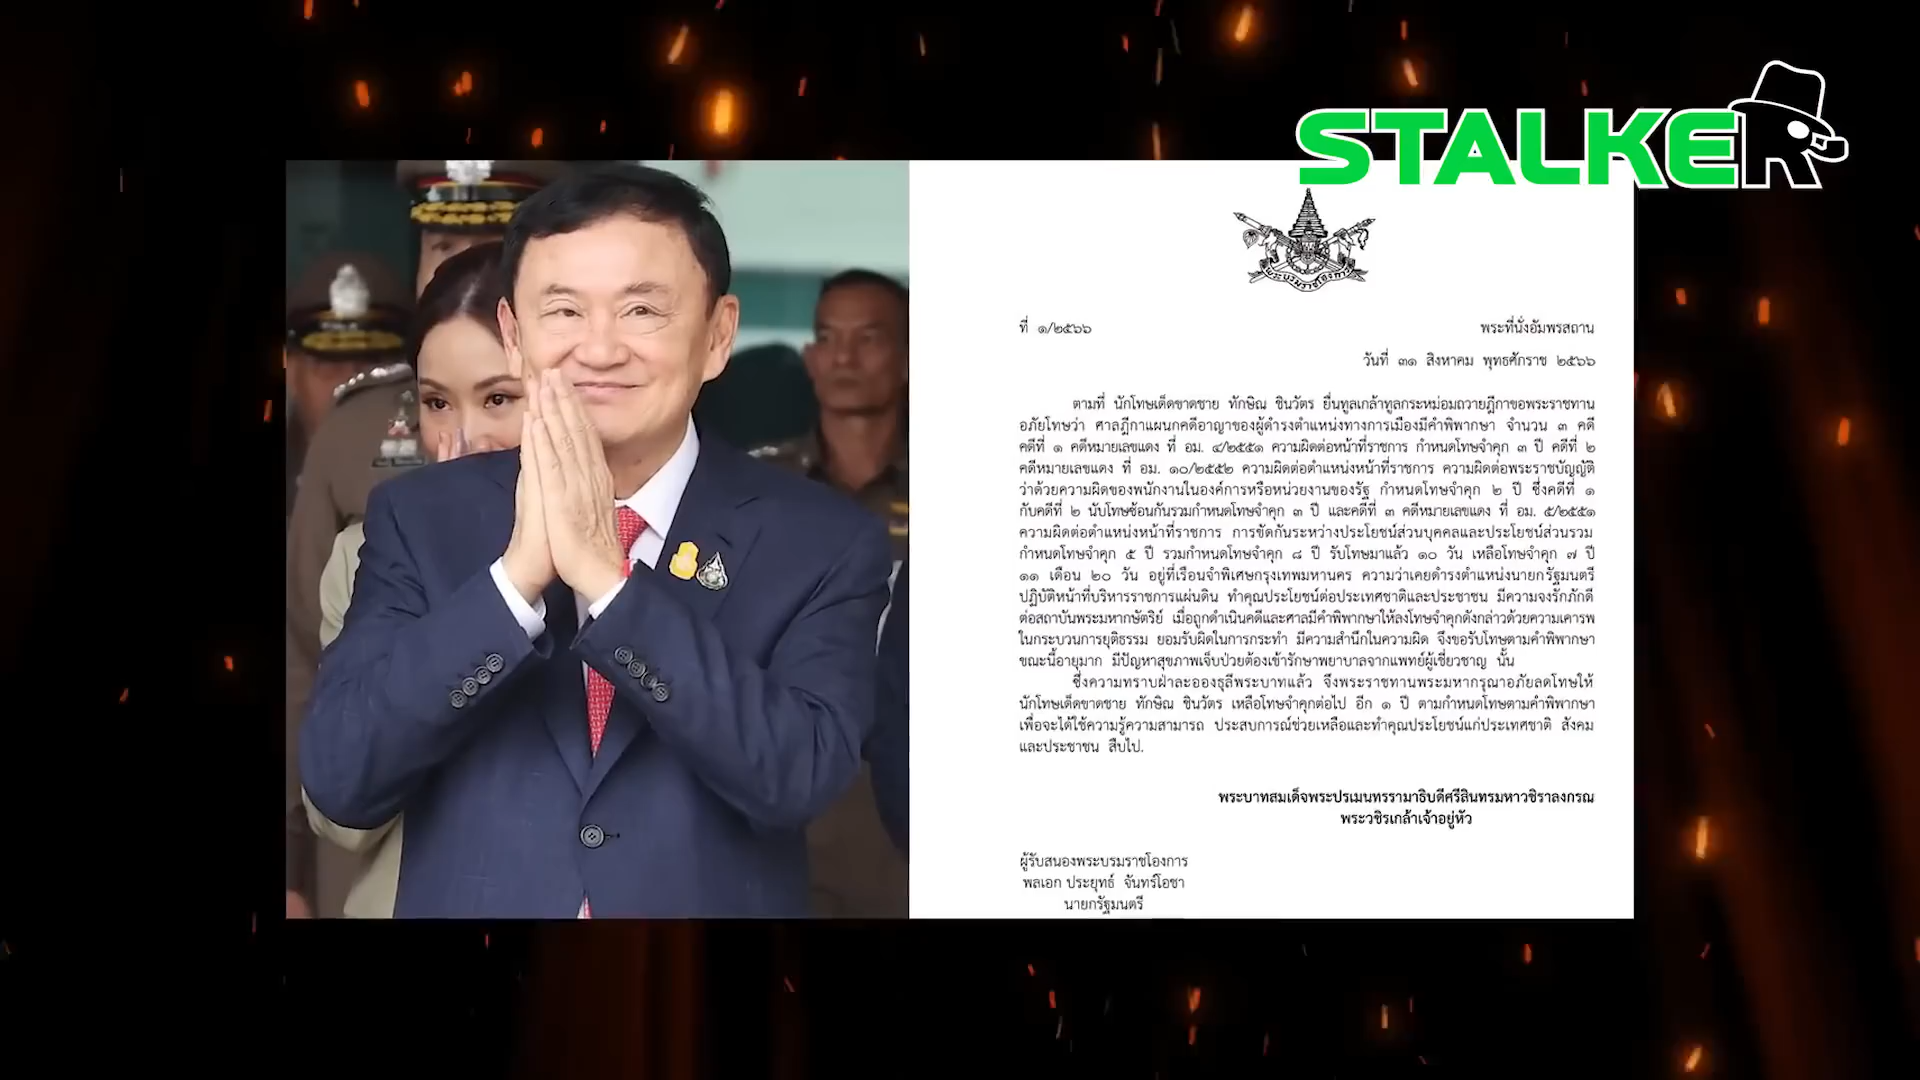 STALKER
พระบรมราชโองการ
ที่ ๑/๒๕๖๖
พระที่นั่งอัมพรสถาน
วันที่ ๓๑ สิงหาคม พุทธศักราช ๒๕๖๖
ตามที่ นักโทษเด็ดขาดชาย ทักษิณ ชินวัตร ยื่นทูลเกล้าทูลกระหม่อมถวายฎีกาขอพระราชทาน
อภัยโทษว่า ศาลฎีกาแผนกคดีอาญาของผู้ดำรงตำแหน่งทางการเมืองมีคำพิพากษา จำนวน ๓ คดี
คดีที่ ๑ คดีหมายเลขแดง ที่ อม. ๔/๒๕๕๑ ความผิดต่อหน้าที่ราชการ กำหนดโทษจำคุก ๓ ปี คดีที่ ๒
คดีหมายเลขแดง ที่ อม. ๑๐/๒๕๕๒ ความผิดต่อตำแหน่งหน้าที่ราชการ ความผิดต่อพระราชบัญญัติ
ว่าด้วยความผิดของพนักงานในองค์การหรือหน่วยงานของรัฐ กำหนดโทษจำคุก ๒ ปี ซึ่งคดีที่ ๑
กับคดีที่ ๒ นับโทษซ้อนกันรวมกำหนดโทษจำคุก ๓ ปี และคดีที่ ๓ คดีหมายเลขแดง ที่ อม. ๕/๒๕๕๑
ความผิดต่อตำแหน่งหน้าที่ราชการ การขัดกันระหว่างประโยชน์ส่วนบุคคลและประโยชน์ส่วนรวม
กำหนดโทษจำคุก ๕ ปี รวมกำหนดโทษจำคุก ๘ ปี รับโทษมาแล้ว ๑๐ วัน เหลือโทษจำคุก ๗ ปี
๑๑ เดือน ๒๐ วัน อยู่ที่เรือนจำพิเศษกรุงเทพมหานคร ความว่าเคยดำรงตำแหน่งนายกรัฐมนตรี
ปฏิบัติหน้าที่บริหารราชการแผ่นดิน ทำคุณประโยชน์ต่อประเทศชาติและประชาชน มีความจงรักภักดี
ต่อสถาบันพระมหากษัตริย์ เมื่อถูกดำเนินคดีและศาลมีคำพิพากษาให้ลงโทษจำคุกดังกล่าวด้วยความเคารพ
ในกระบวนการยุติธรรม ยอมรับผิดในการกระทำ มีความสำนึกในความผิด จึงขอรับโทษตามคำพิพากษา
ขณะนี้อายุมาก มีปัญหาสุขภาพเจ็บป่วยต้องเข้ารักษาพยาบาลจากแพทย์ผู้เชี่ยวชาญ นั้น
ซึ่งความทราบฝ่าละอองธุลีพระบาทแล้ว จึงพระราชทานพระมหากรุณาอภัยลดโทษให้
นักโทษเด็ดขาดชาย ทักษิณ ชินวัตร เหลือโทษจำคุกต่อไป อีก ๑ ปี ตามกำหนดโทษตามคำพิพากษา
เพื่อจะได้ใช้ความรู้ความสามารถ ประสบการณ์ช่วยเหลือและทำคุณประโยชน์แก่ประเทศชาติ สังคม
และประชาชน สืบไป.
พระบาทสมเด็จพระปรเมนทรรามาธิบดีศรีสินทรมหาวชิราลงกรณ
พระวชิรเกล้าเจ้าอยู่หัว
ผู้รับสนองพระบรมราชโองการ
พลเอก ประยุทธ์ จันทร์โอชา
นายกรัฐมนตรี